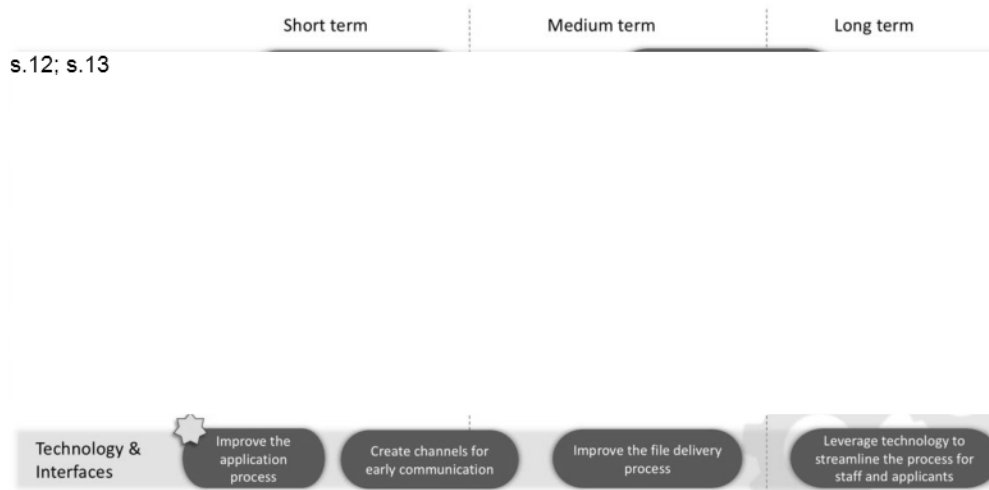 Short term
Medium term
Long term
s.12; s.13
Technology &
Interfaces
Improve the
application
process
Create channels for
early communication
Improve the file delivery
process
Leverage technology to
streamline the process for
staff and applicants